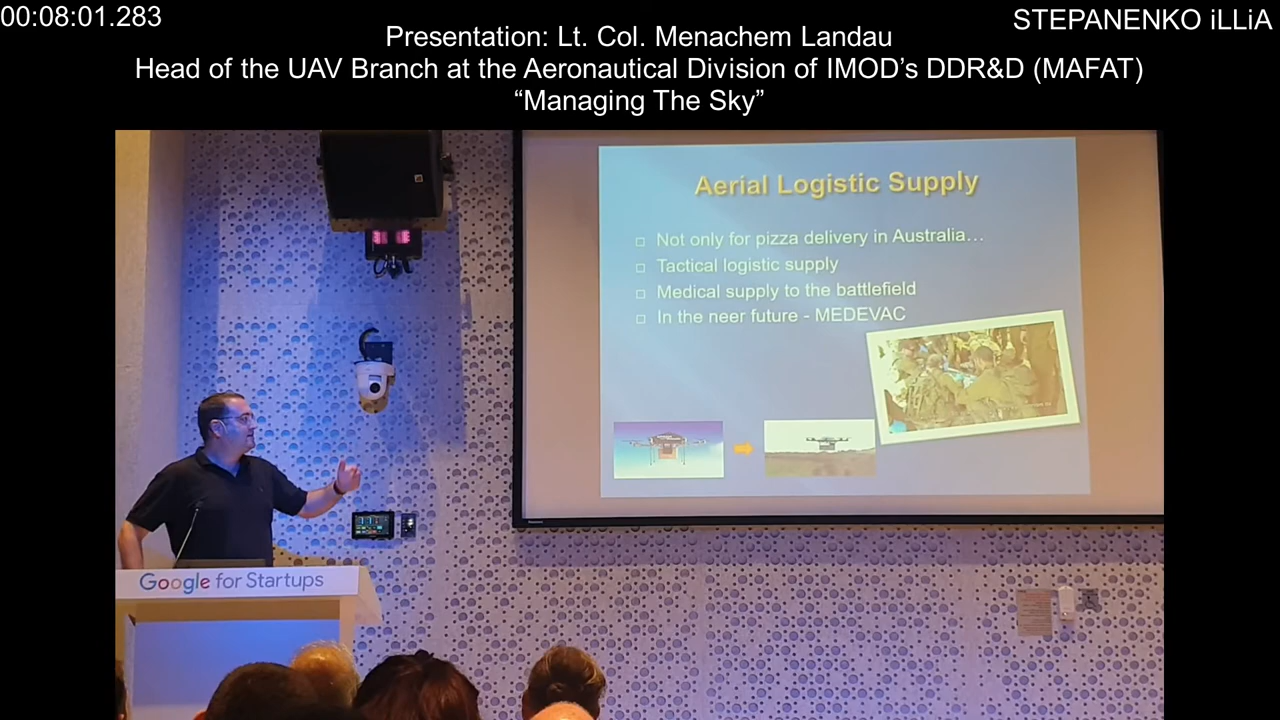 00:08:01.283
STEPANENKO iLLiA
Presentation: Lt. Col. Menachem Landau
Head of the UAV Branch at the Aeronautical Division of IMOD’s DDR&D (MAFAT)
“Managing The Sky”
Aerial Logistic Supply
Not only for pizza delivery in Australia…
Tactical logistic supply
Medical supply to the battlefield
In the neer future - MEDEVAC
Google for Startups